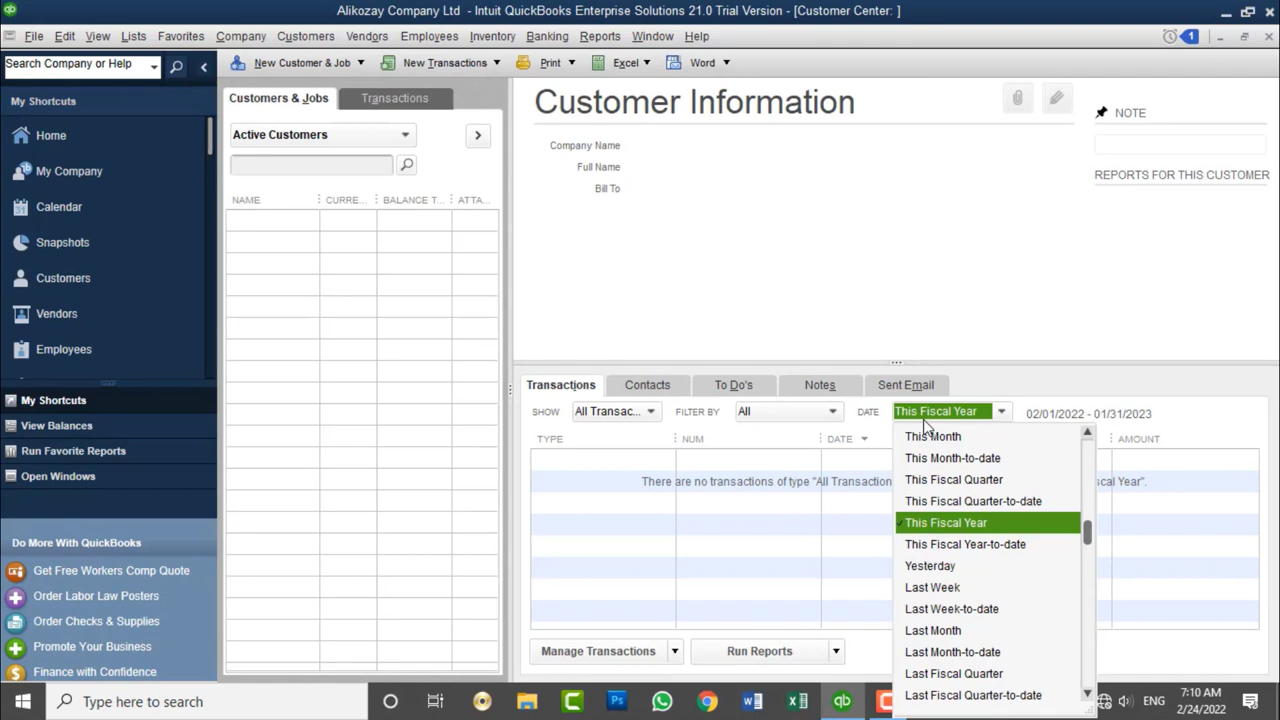 Alikozay Company Ltd - Intuit QuickBooks Enterprise Solutions 21.0 Trial Version - [Customer Center: ]
File Edit View Lists Favorites Company Customers Vendors Employees Inventory Banking Reports Window Help
1
Search Company or Help
New Customer & Job
New Transactions
Print
Excel
Word
My Shortcuts
Home
My Company
Calendar
Snapshots
Customers
Vendors
Employees
My Shortcuts
View Balances
Run Favorite Reports
Open Windows
Do More With QuickBooks
Get Free Workers Comp Quote
Order Labor Law Posters
Order Checks & Supplies
Promote Your Business
Finance with Confidence
Customers & Jobs
Transactions
Active Customers
NAME CURRE... BALANCE T... ATTA...
Customer Information
Company Name
Full Name
Bill To
NOTE
REPORTS FOR THIS CUSTOMER
Transactions Contacts To Do's Notes Sent Email
SHOW All Transac... FILTER BY All DATE This Fiscal Year 02/01/2022 - 01/31/2023
TYPE NUM DATE AMOUNT
There are no transactions of type "All Transaction
cal Year".
This Month
This Month-to-date
This Fiscal Quarter
This Fiscal Quarter-to-date
This Fiscal Year
This Fiscal Year-to-date
Yesterday
Last Week
Last Week-to-date
Last Month
Last Month-to-date
Last Fiscal Quarter
Last Fiscal Quarter-to-date
Manage Transactions
Run Reports
Type here to search
ENG
7:10 AM
2/24/2022